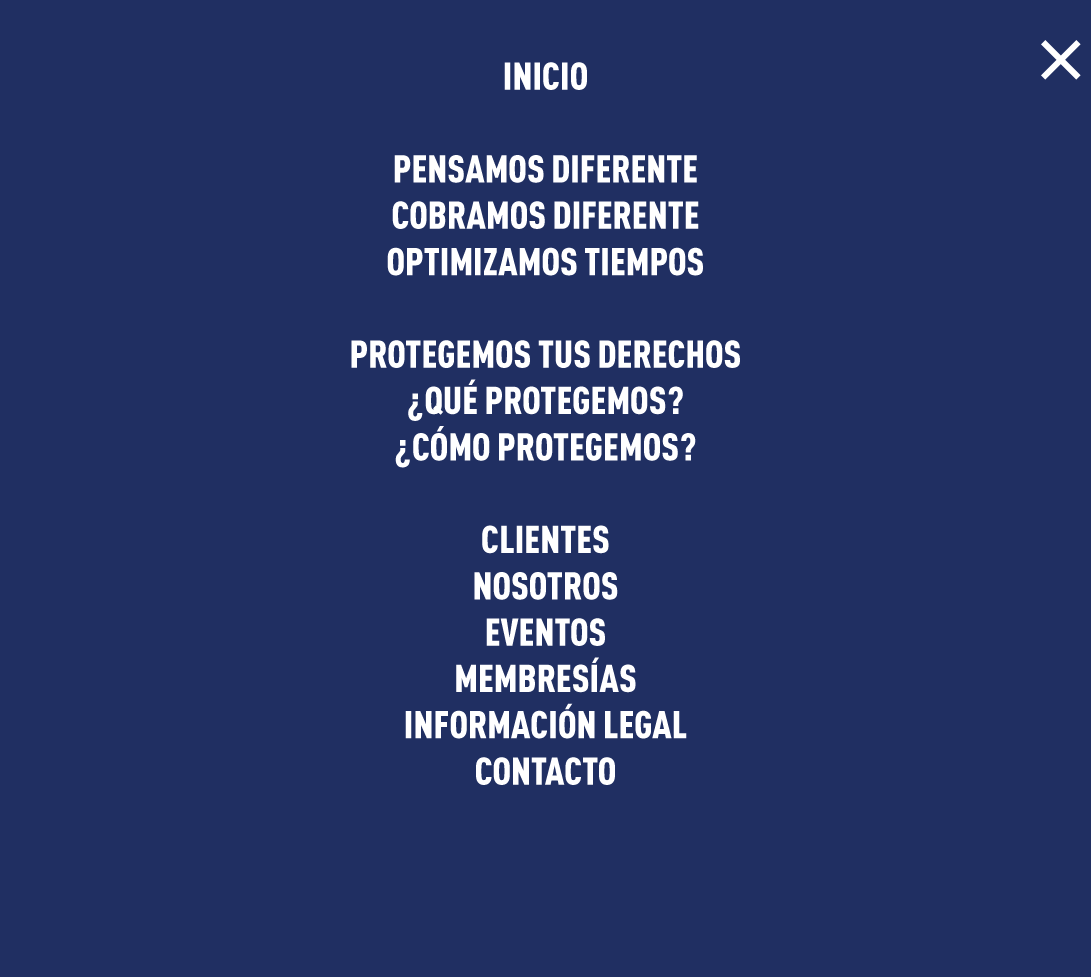 INICIO
PENSAMOS DIFERENTE
COBRAMOS DIFERENTE
OPTIMIZAMOS TIEMPOS
PROTEGEMOS TUS DERECHOS
¿QUÉ PROTEGEMOS?
¿CÓMO PROTEGEMOS?
CLIENTES
NOSOTROS
EVENTOS
MEMBRESÍAS
INFORMACIÓN LEGAL
CONTACTO